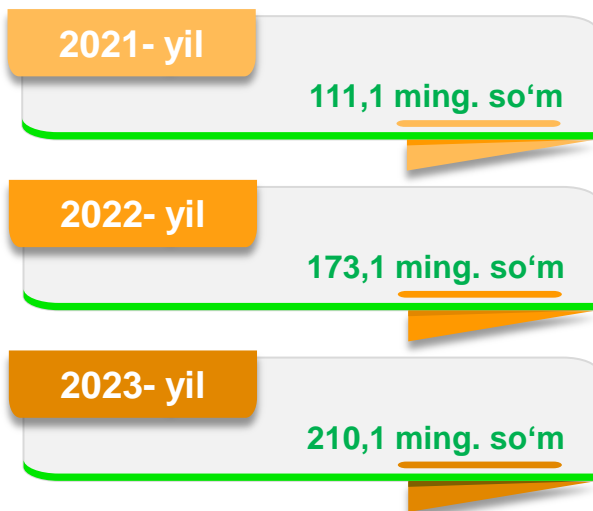 2021- yil
111,1 ming. so‘m
2022- yil
173,1 ming. so‘m
2023- yil
210,1 ming. so‘m